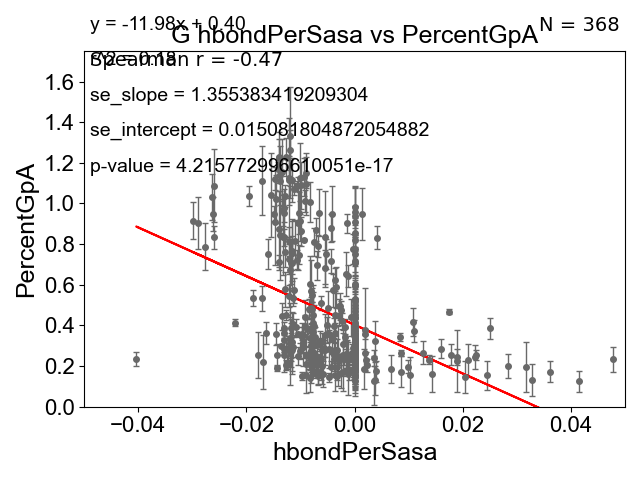 y = -11.98x + 0.40
N = 368
G hbondPerSasa vs PercentGpA
Spearman r = -0.47
se_slope = 1.355383419209304
se_intercept = 0.015081804872054882
p-value = 4.215772996610051e-17
PercentGpA
1.6
1.4
1.2
1.0
0.8
0.6
0.4
0.2
0.0
−0.04 −0.02 0.00 0.02 0.04
hbondPerSasa